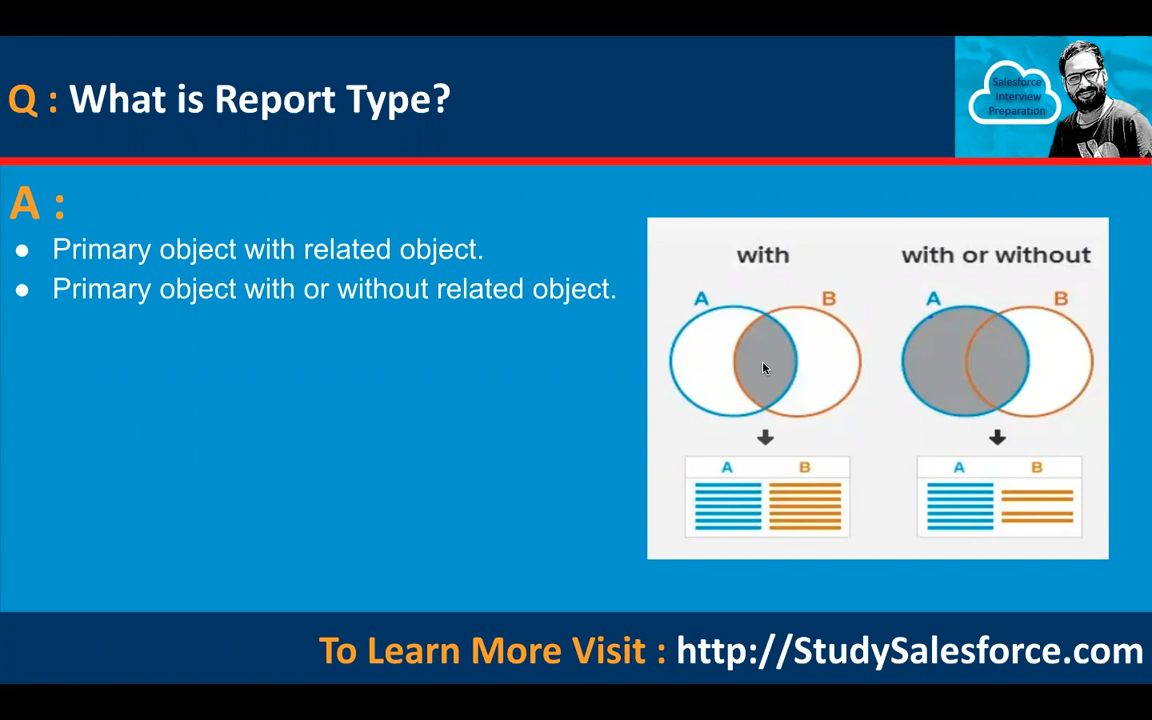 Q : What is Report Type?
Salesforce
Interview
Preparation
A :
● Primary object with related object.
● Primary object with or without related object.
with
with or without
A B
A B
A B
A B
To Learn More Visit : http://StudySalesforce.com